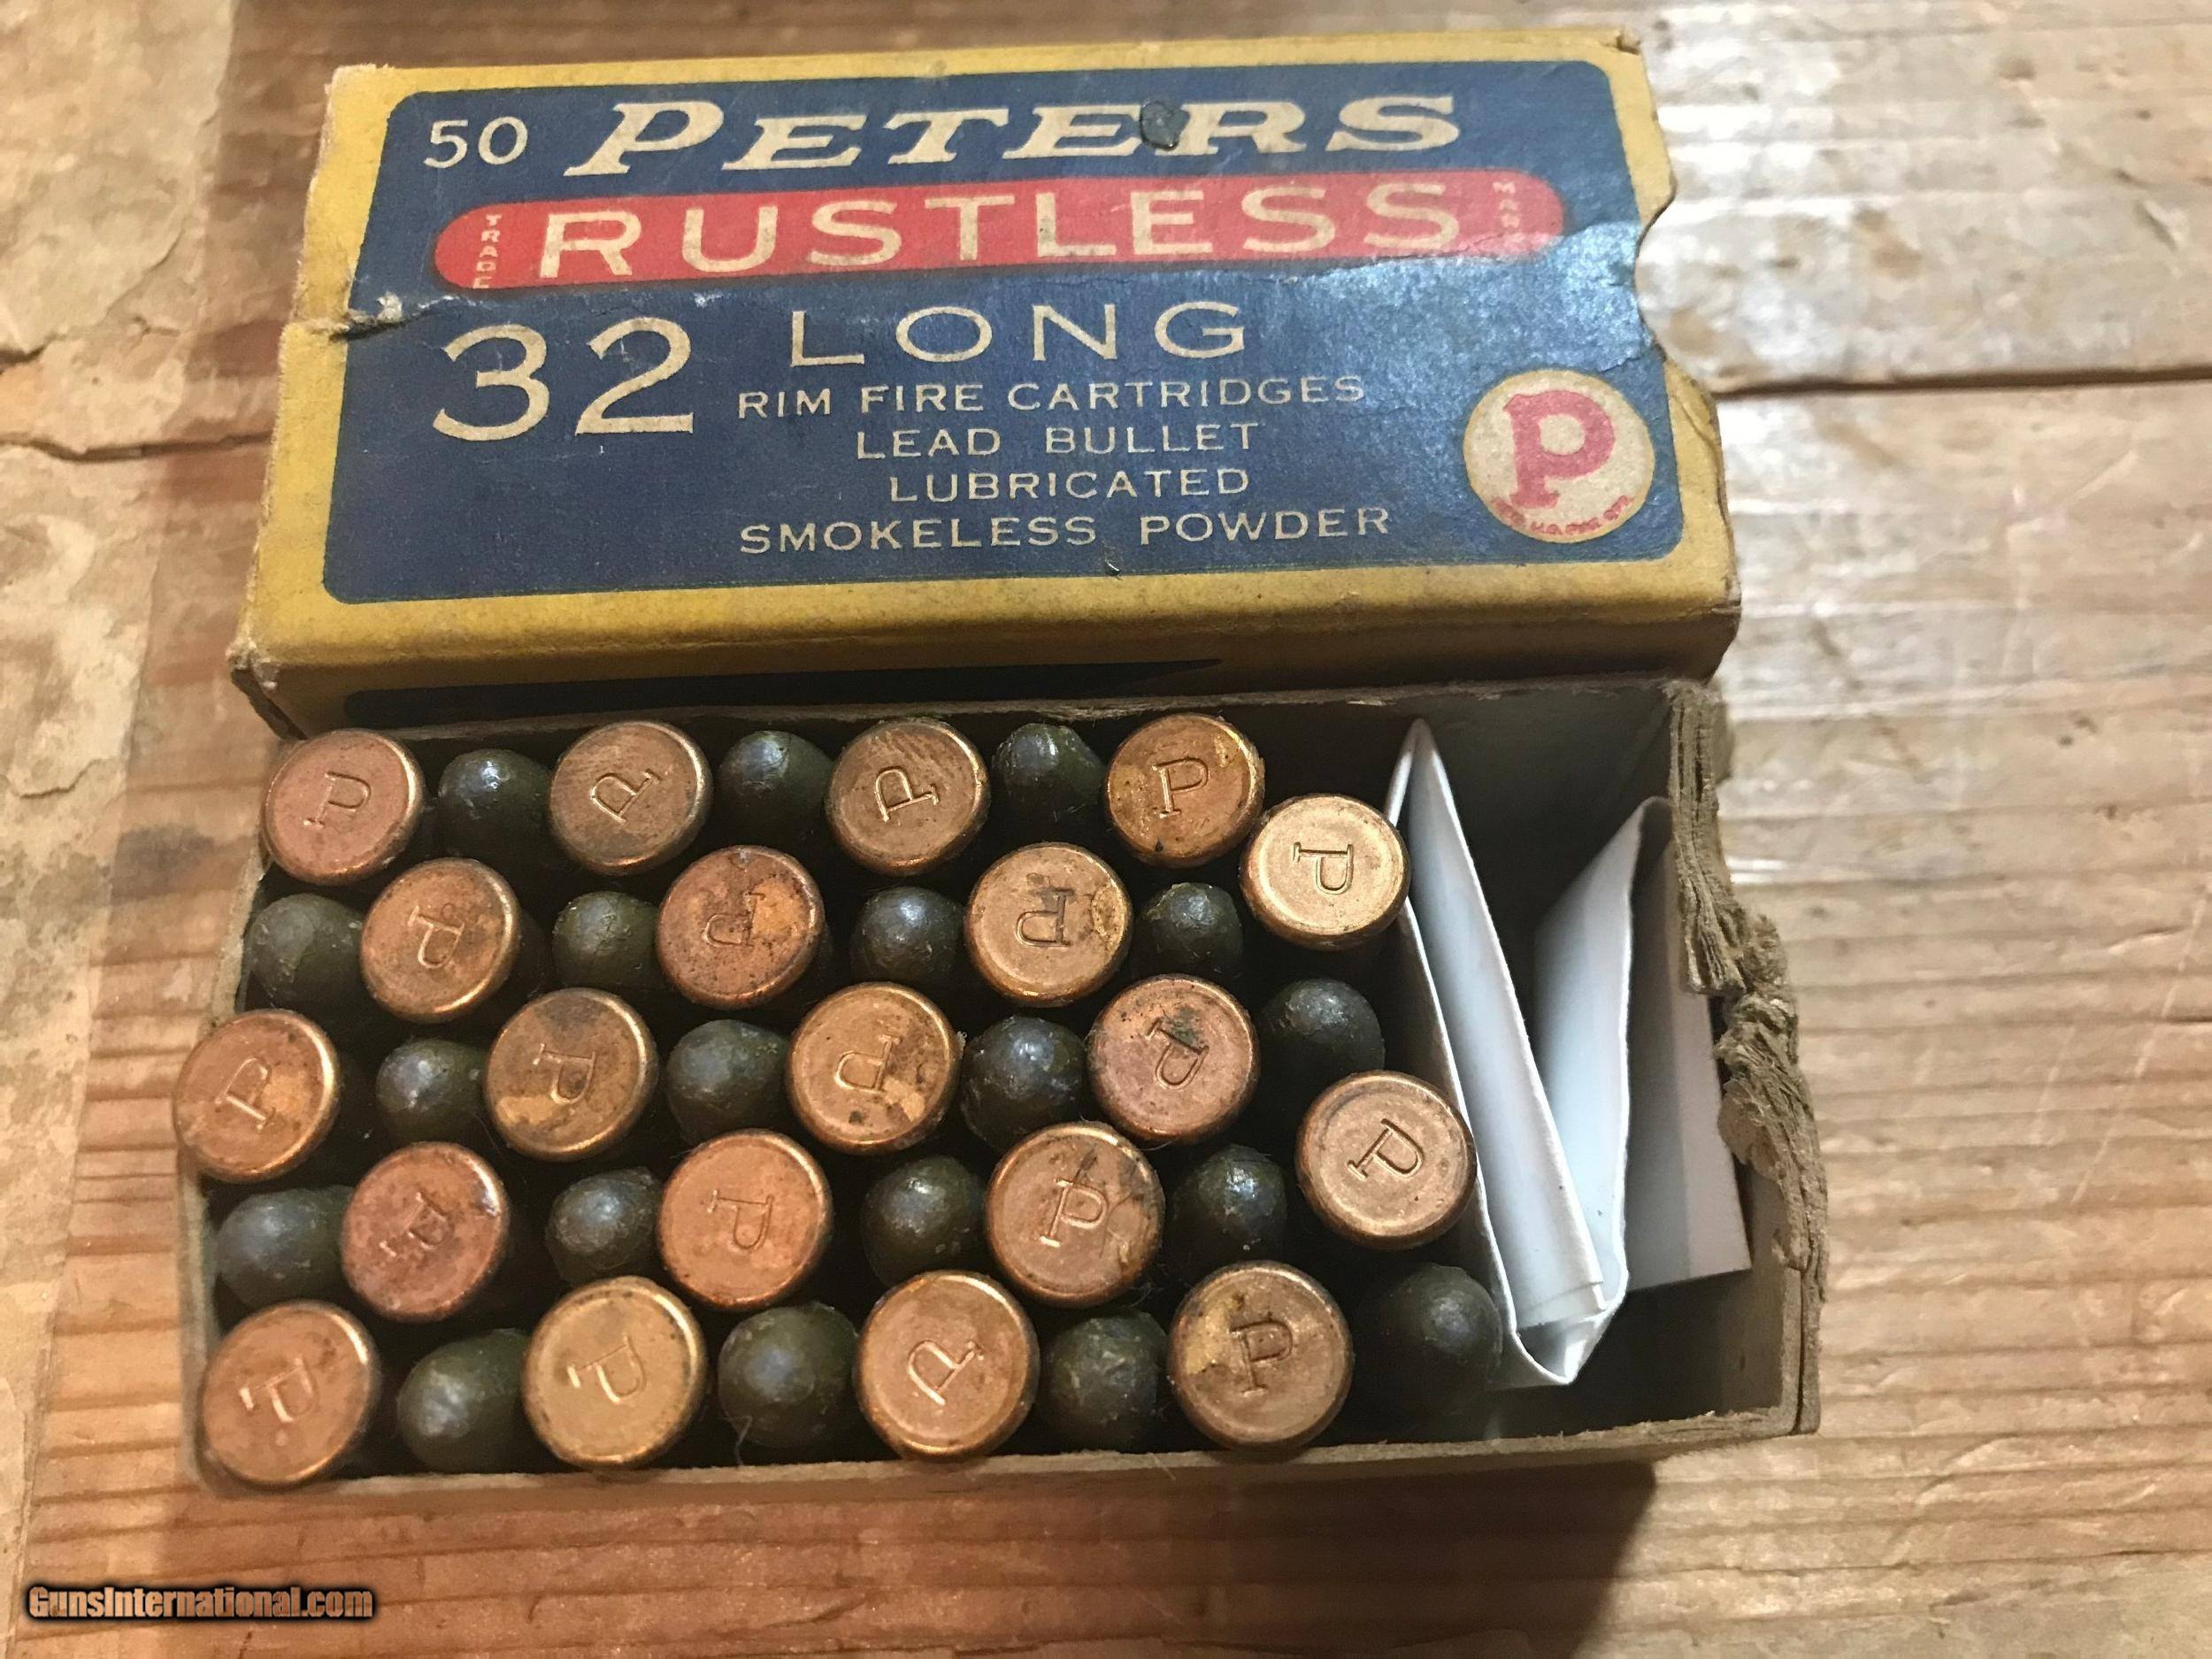 50 PETERS
TRADE RUSTLESS MARK
32 LONG
RIM FIRE CARTRIDGES
LEAD BULLET
LUBRICATED
SMOKELESS POWDER
P
P P P P
P
P P P
P P P P
P
P P P
P P P P
GunsInternational.com